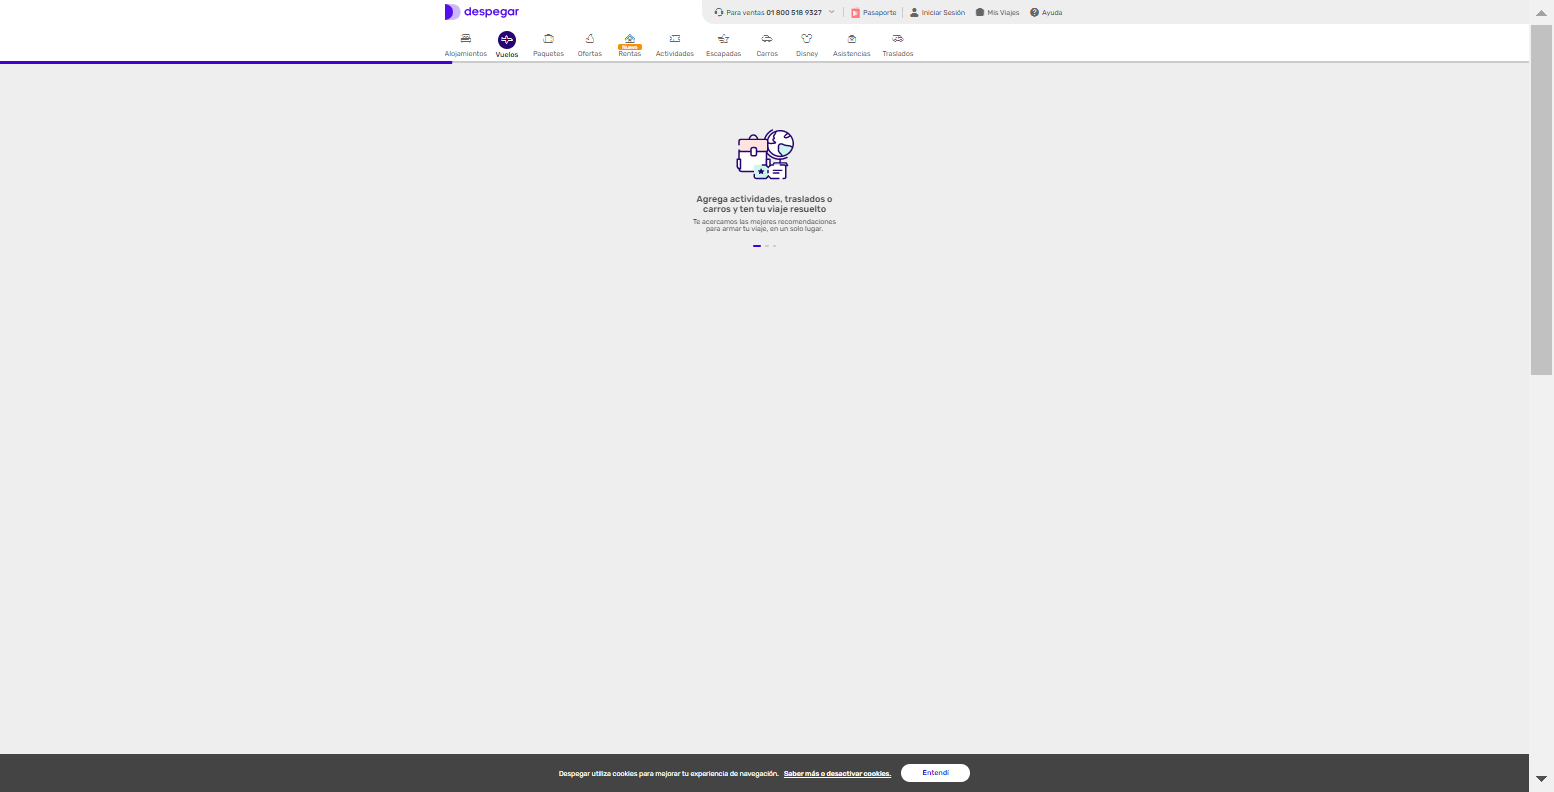 despegar
Para ventas 01 800 518 9327
Pasaporte
Iniciar Sesión
Mis Viajes
Ayuda
Alojamientos
Vuelos
Paquetes
Ofertas
Nuevo
Rentas
Actividades
Escapadas
Carros
Disney
Asistencias
Traslados
Agrega actividades, traslados o
carros y ten tu viaje resuelto
Te acercamos las mejores recomendaciones
para armar tu viaje, en un solo lugar.
Despegar utiliza cookies para mejorar tu experiencia de navegación. Saber más o desactivar cookies.
Entendí